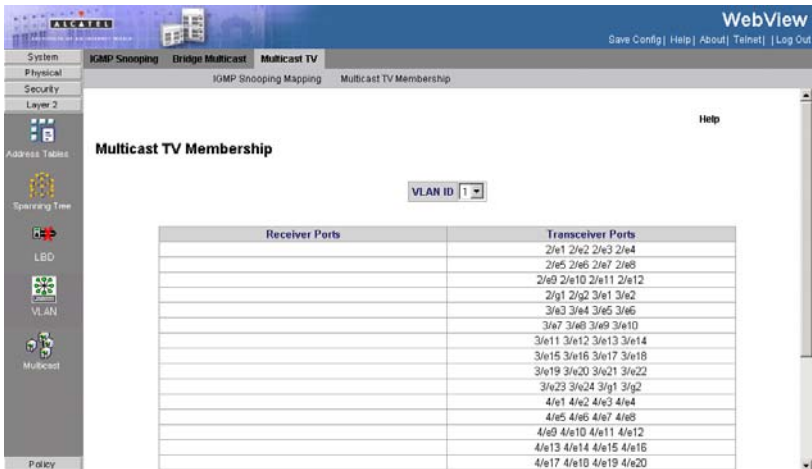 ALCATEL
WebView
Save Config| Help| About| Telnet| |Log Out
System
Physical
Security
Layer 2
Address Tables
Spanning Tree
LBD
VLAN
Multicast
Policy
IGMP Snooping Bridge Multicast Multicast TV
IGMP Snooping Mapping Multicast TV Membership
Help
Multicast TV Membership
VLAN ID 1
Receiver Ports Transceiver Ports
2/e1 2/e2 2/e3 2/e4
2/e5 2/e6 2/e7 2/e8
2/e9 2/e10 2/e11 2/e12
2/g1 2/g2 3/e1 3/e2
3/e3 3/e4 3/e5 3/e6
3/e7 3/e8 3/e9 3/e10
3/e11 3/e12 3/e13 3/e14
3/e15 3/e16 3/e17 3/e18
3/e19 3/e20 3/e21 3/e22
3/e23 3/e24 3/g1 3/g2
4/e1 4/e2 4/e3 4/e4
4/e5 4/e6 4/e7 4/e8
4/e9 4/e10 4/e11 4/e12
4/e13 4/e14 4/e15 4/e16
4/e17 4/e18 4/e19 4/e20